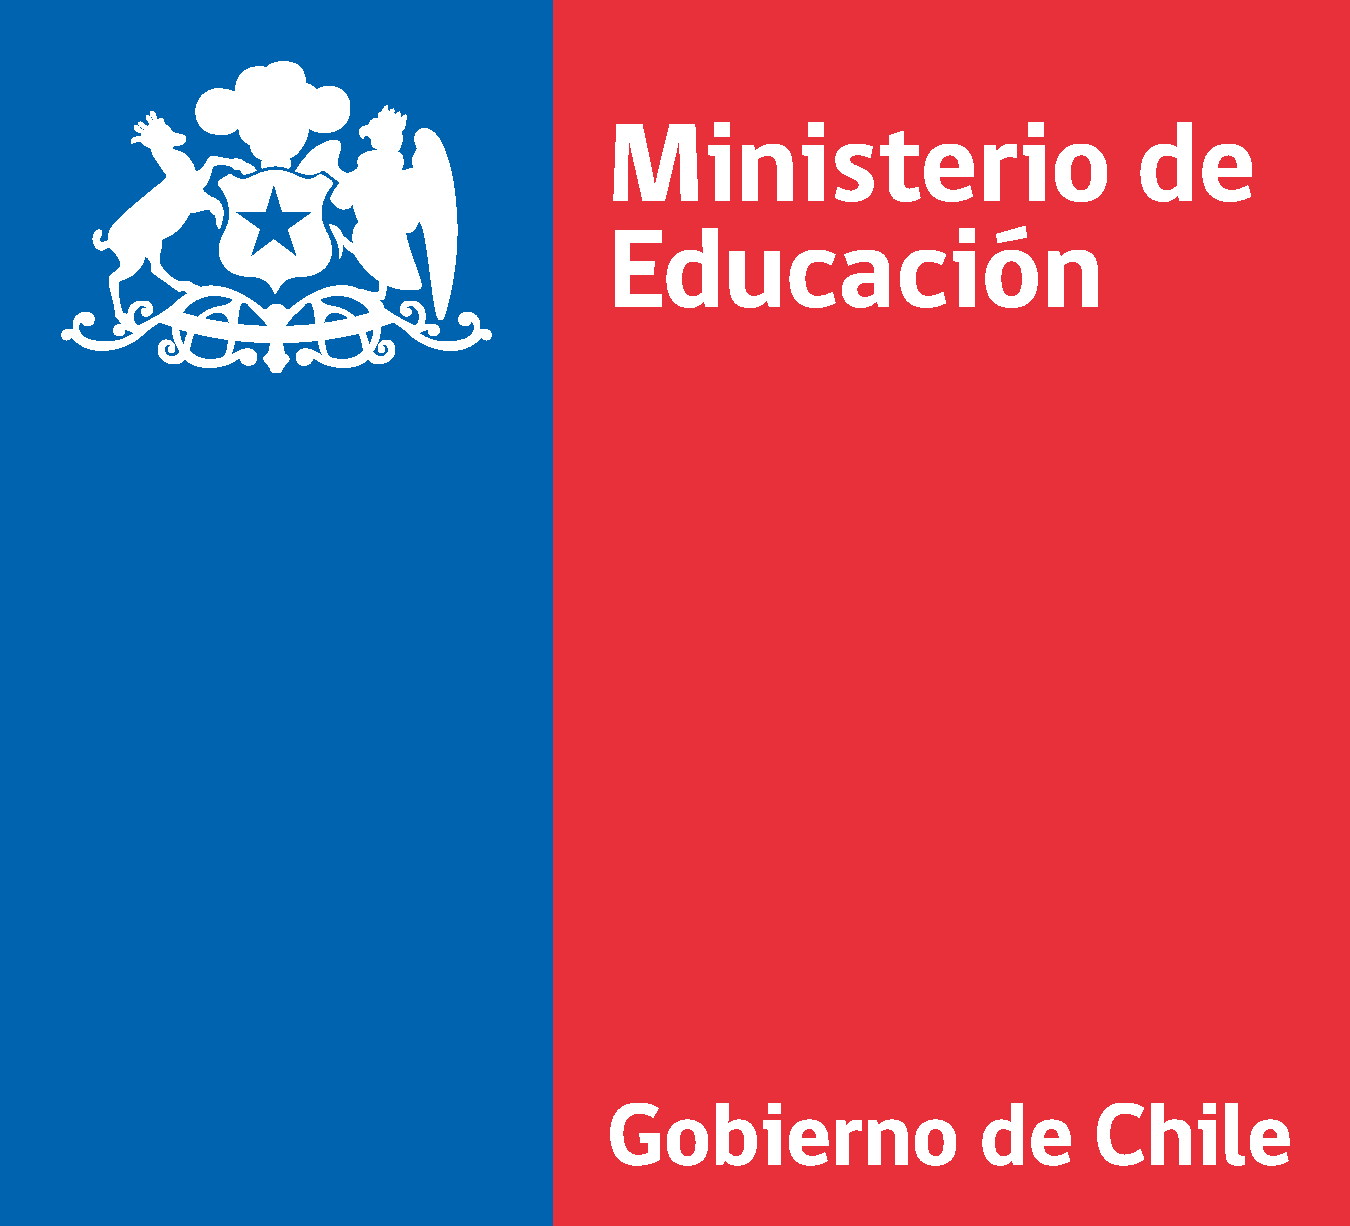 Ministerio de
Educación
Gobierno de Chile